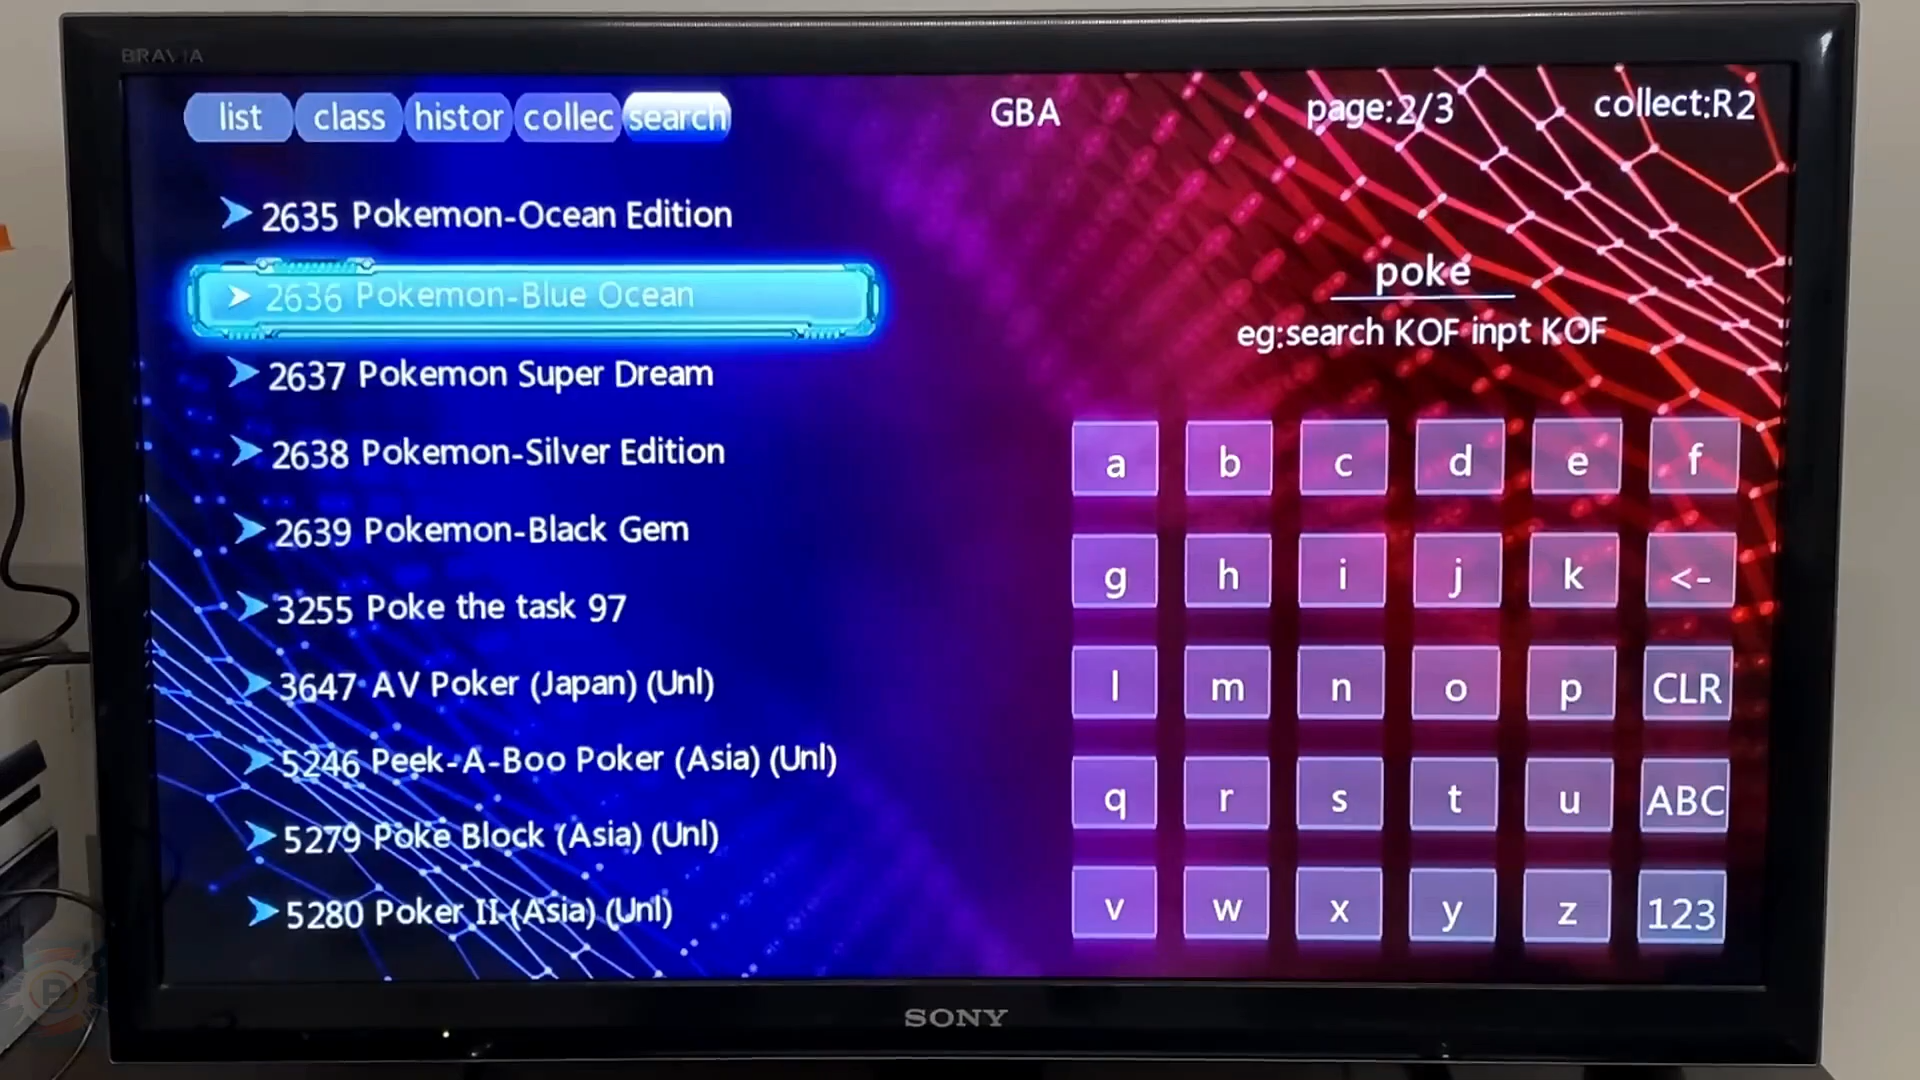 BRAVIA
list class histor collec search GBA page:2/3 collect:R2
2635 Pokemon-Ocean Edition
2636 Pokemon-Blue Ocean
2637 Pokemon Super Dream
2638 Pokemon-Silver Edition
2639 Pokemon-Black Gem
3255 Poke the task 97
3647 AV Poker (Japan) (Unl)
5246 Peek-A-Boo Poker (Asia) (Unl)
5279 Poke Block (Asia) (Unl)
5280 Poker II (Asia) (Unl)
poke
eg:search KOF inpt KOF
a b c d e f
g h i j k <-
l m n o p CLR
q r s t u ABC
v w x y z 123
SONY